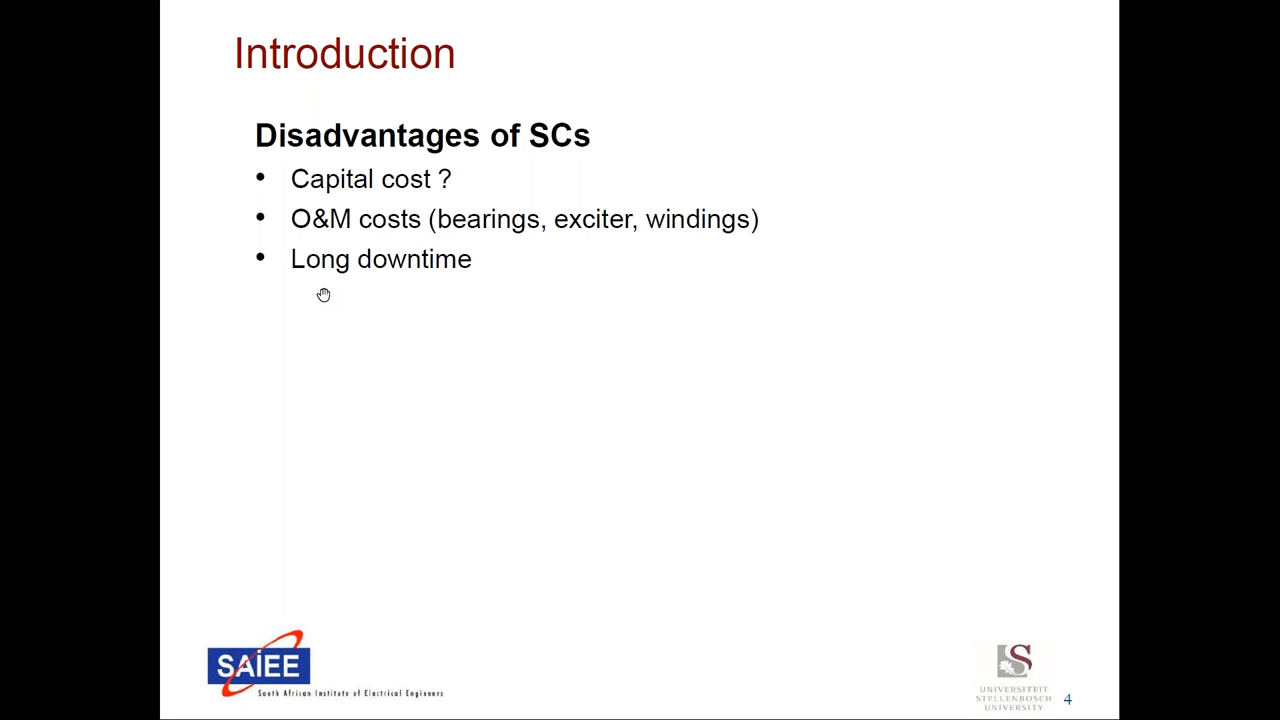 Introduction
Disadvantages of SCs
• Capital cost ?
• O&M costs (bearings, exciter, windings)
• Long downtime
SAiEE
South African Institute of Electrical Engineers
UNIVERSITEIT
STELLENBOSCH
UNIVERSITY
4